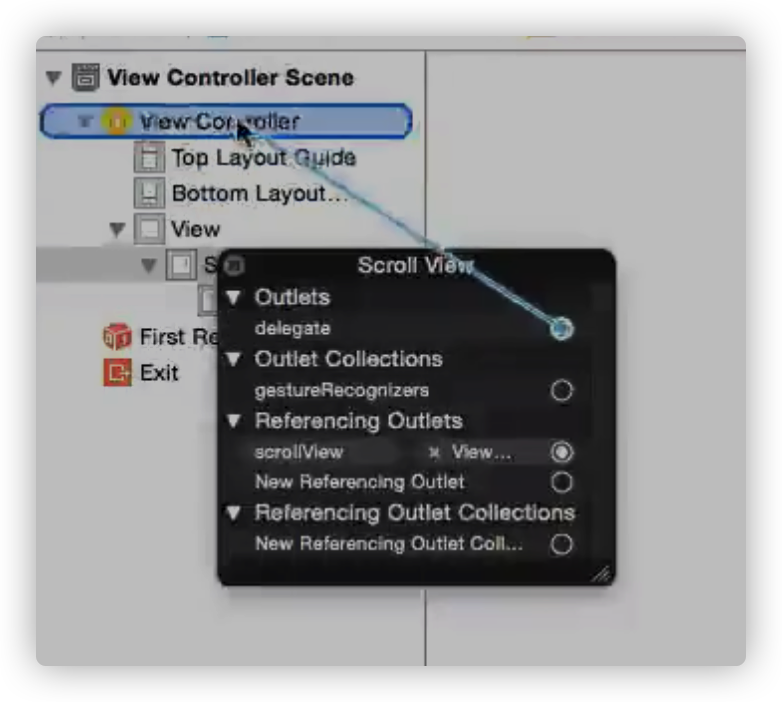 View Controller Scene
View Controller
Top Layout Guide
Bottom Layout...
View
S
Scroll View
Outlets
delegate
Outlet Collections
gestureRecognizers
Referencing Outlets
scrollView × View...
New Referencing Outlet
Referencing Outlet Collections
New Referencing Outlet Coll...
First Re
Exit